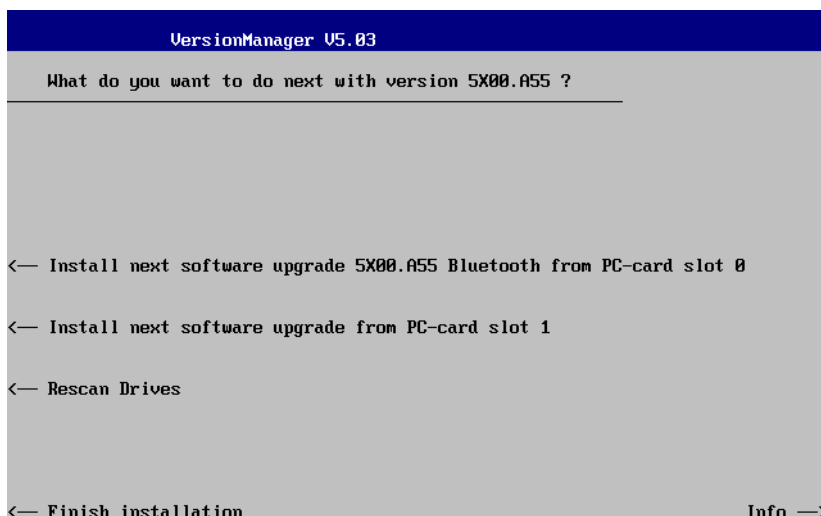 VersionManager V5.03
What do you want to do next with version 5X00.A55 ?
<— Install next software upgrade 5X00.A55 Bluetooth from PC-card slot 0
<— Install next software upgrade from PC-card slot 1
<— Rescan Drives
<— Finish installation Info —>